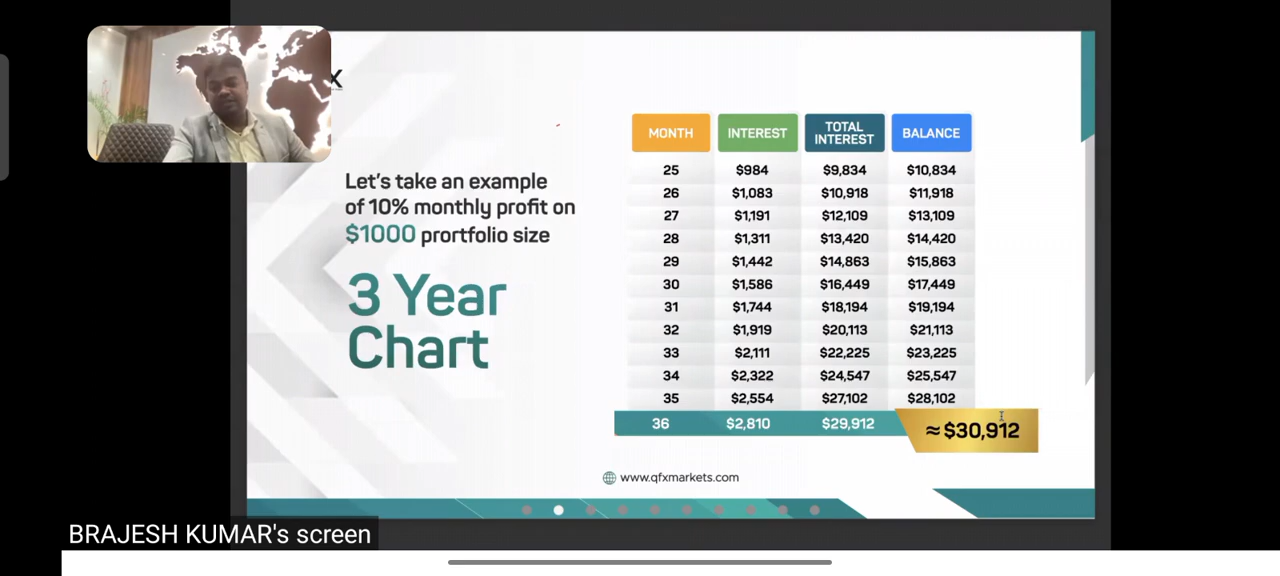 X
Let's take an example
of 10% monthly profit on
$1000 prortfolio size
3 Year
Chart
MONTH INTEREST TOTAL INTEREST BALANCE
25 $984 $9,834 $10,834
26 $1,083 $10,918 $11,918
27 $1,191 $12,109 $13,109
28 $1,311 $13,420 $14,420
29 $1,442 $14,863 $15,863
30 $1,586 $16,449 $17,449
31 $1,744 $18,194 $19,194
32 $1,919 $20,113 $21,113
33 $2,111 $22,225 $23,225
34 $2,322 $24,547 $25,547
35 $2,554 $27,102 $28,102
36 $2,810 $29,912 ≈$30,912
www.qfxmarkets.com
BRAJESH KUMAR's screen